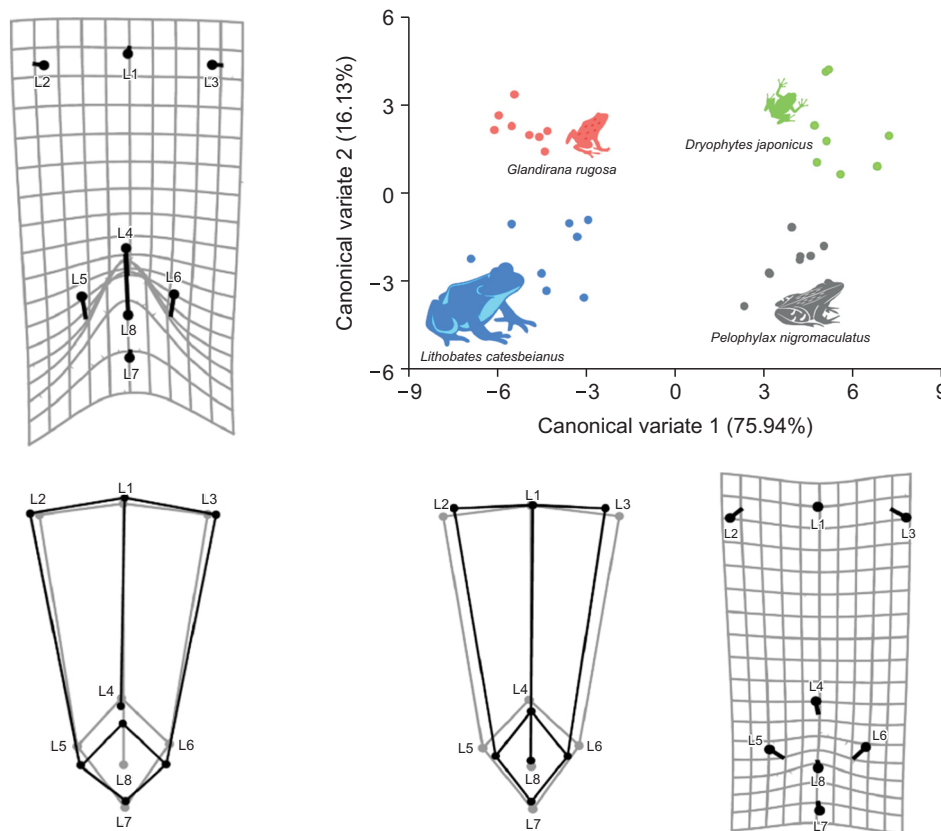 L1
L2
L3
L4
L5
L6
L8
L7
Canonical variate 2 (16.13%)
6
3
0
−3
−6
Glandirana rugosa
Dryophytes japonicus
Lithobates catesbeianus
Pelophylax nigromaculatus
−9
−6
−3
0
3
6
9
Canonical variate 1 (75.94%)
L1
L2
L3
L4
L5
L6
L8
L7
L1
L2
L3
L4
L5
L6
L8
L7
L1
L2
L3
L4
L5
L6
L8
L7